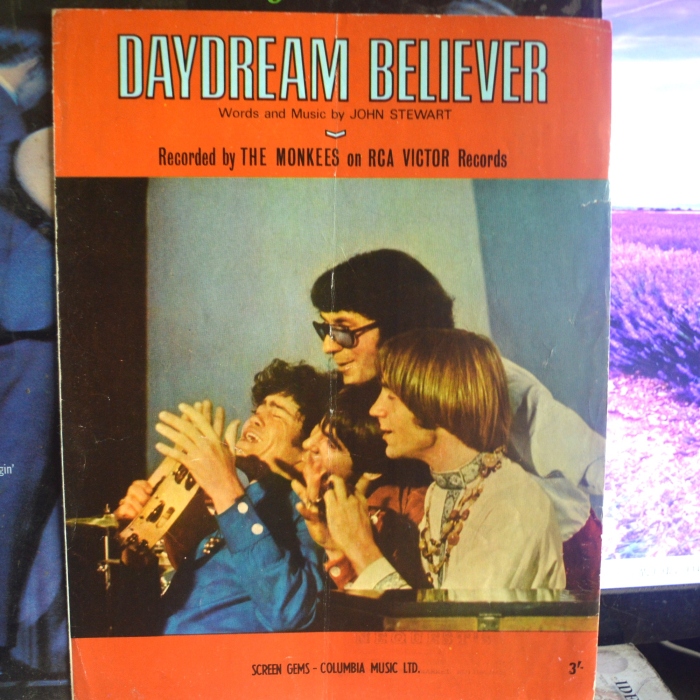 DAYDREAM BELIEVER
Words and Music by JOHN STEWART
Recorded by THE MONKEES on RCA VICTOR Records
gin'
SCREEN GEMS - COLUMBIA MUSIC LTD.
3'-